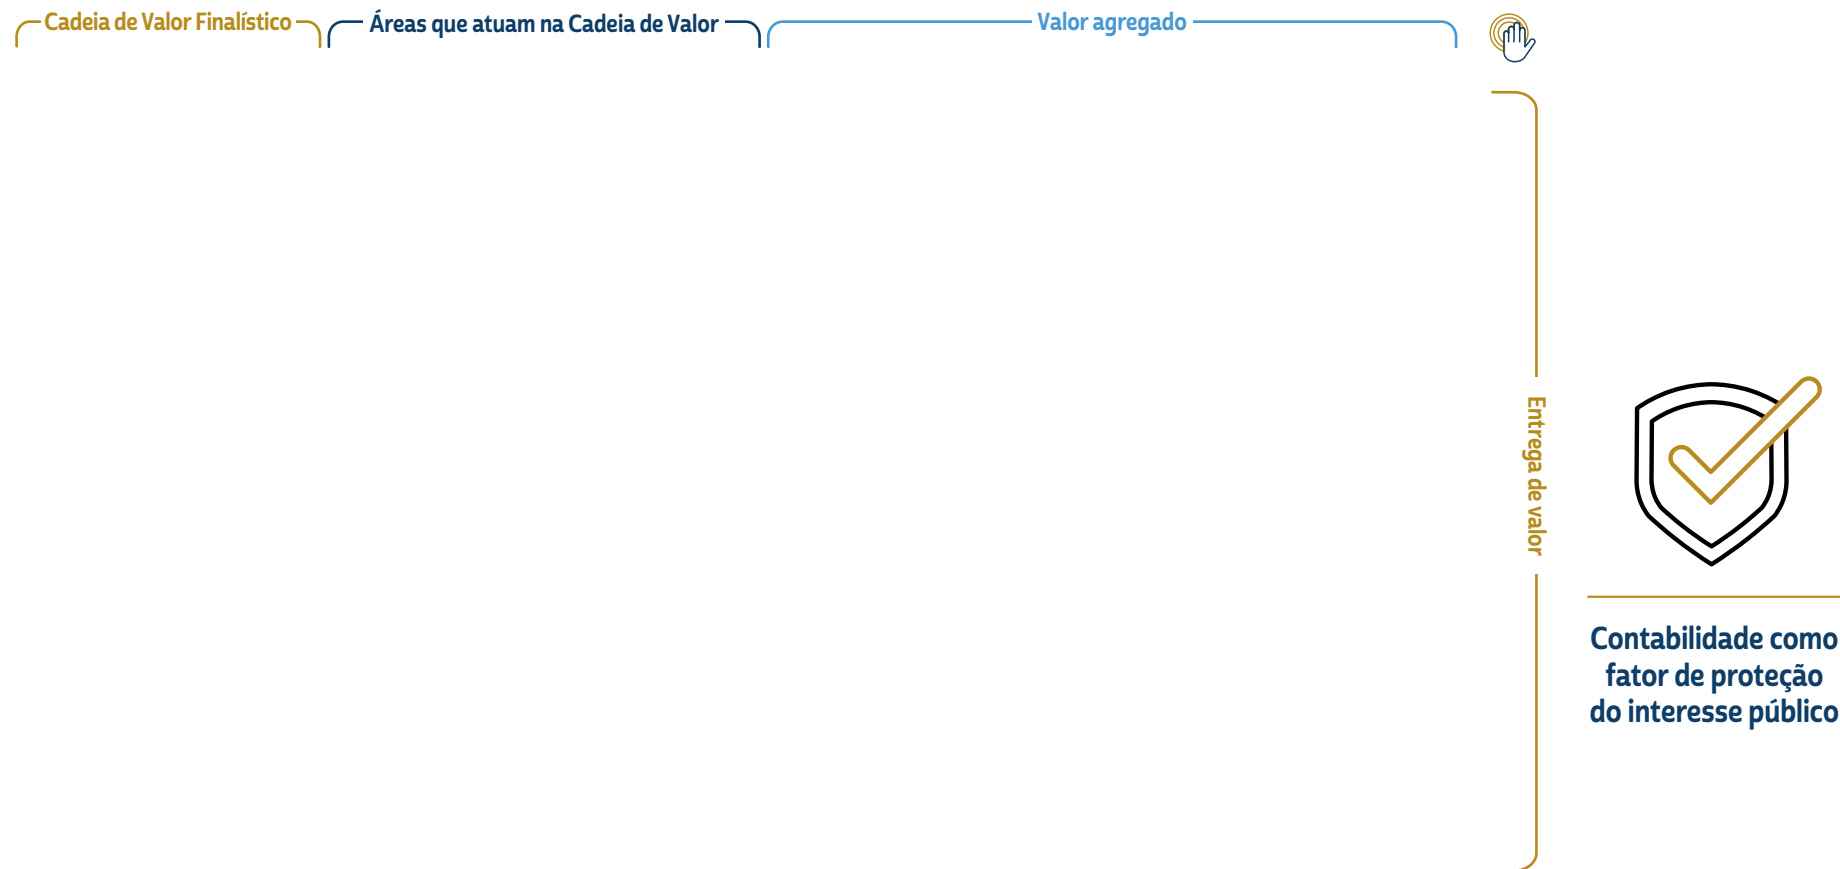 Cadeia de Valor Finalístico
Áreas que atuam na Cadeia de Valor
Valor agregado
Entrega de valor
Contabilidade como
fator de proteção
do interesse público